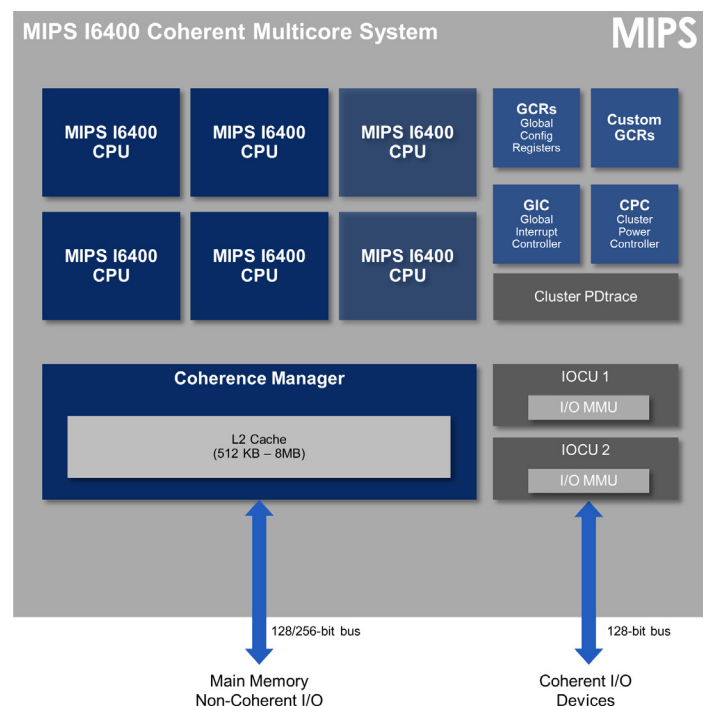 MIPS I6400 Coherent Multicore System
MIPS
MIPS I6400
CPU
MIPS I6400
CPU
MIPS I6400
CPU
GCRs
Global
Config
Registers
Custom
GCRs
MIPS I6400
CPU
MIPS I6400
CPU
MIPS I6400
CPU
GIC
Global
Interrupt
Controller
CPC
Cluster
Power
Controller
Cluster PDtrace
Coherence Manager
L2 Cache
(512 KB – 8MB)
IOCU 1
I/O MMU
IOCU 2
I/O MMU
128/256-bit bus
128-bit bus
Main Memory
Non-Coherent I/O
Coherent I/O
Devices